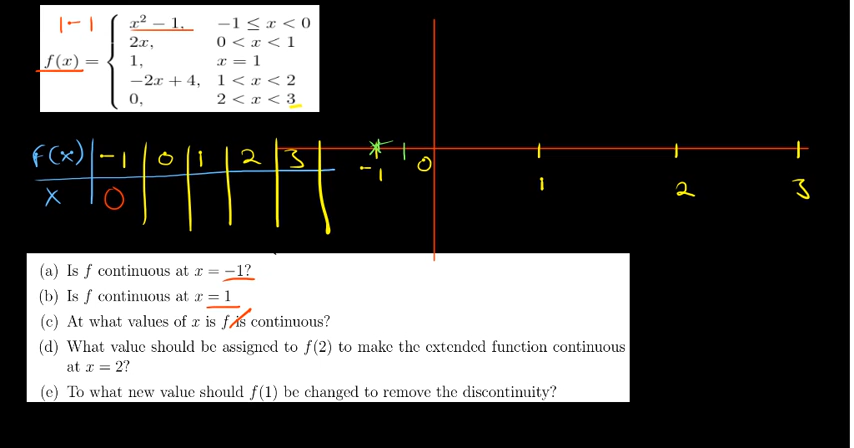 1-1
x² − 1, −1 ≤ x < 0
2x, 0 < x < 1
f(x) = { 1, x = 1
−2x + 4, 1 < x < 2
0, 2 < x < 3
F(x) -1 0 1 2 3
x 0
-1 0 1 2 3
(a) Is f continuous at x = −1?
(b) Is f continuous at x = 1
(c) At what values of x is f is continuous?
(d) What value should be assigned to f(2) to make the extended function continuous
at x = 2?
(e) To what new value should f(1) be changed to remove the discontinuity?